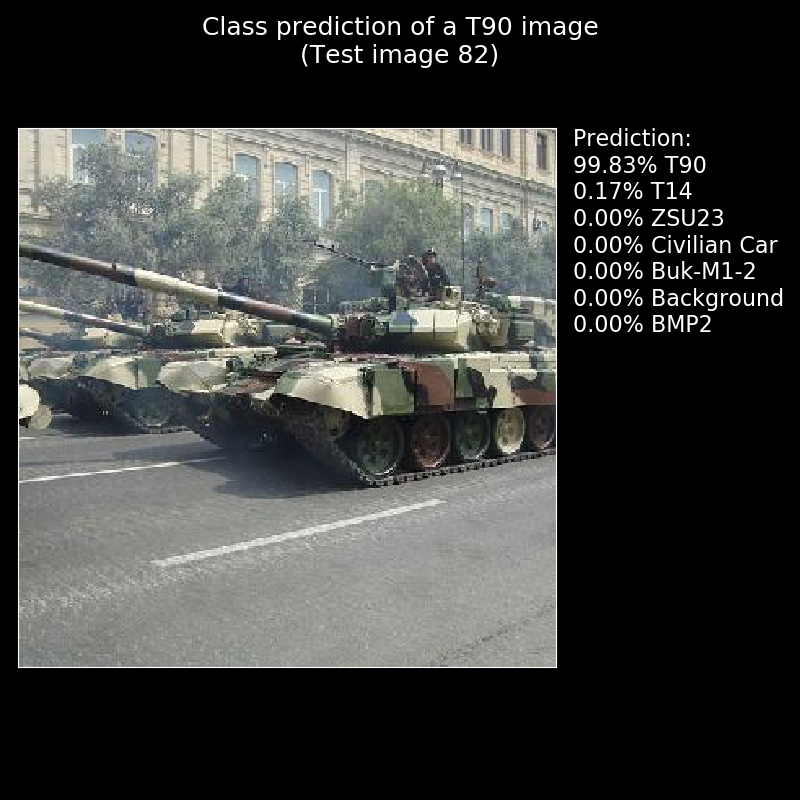 Class prediction of a T90 image
(Test image 82)
Prediction:
99.83% T90
0.17% T14
0.00% ZSU23
0.00% Civilian Car
0.00% Buk-M1-2
0.00% Background
0.00% BMP2